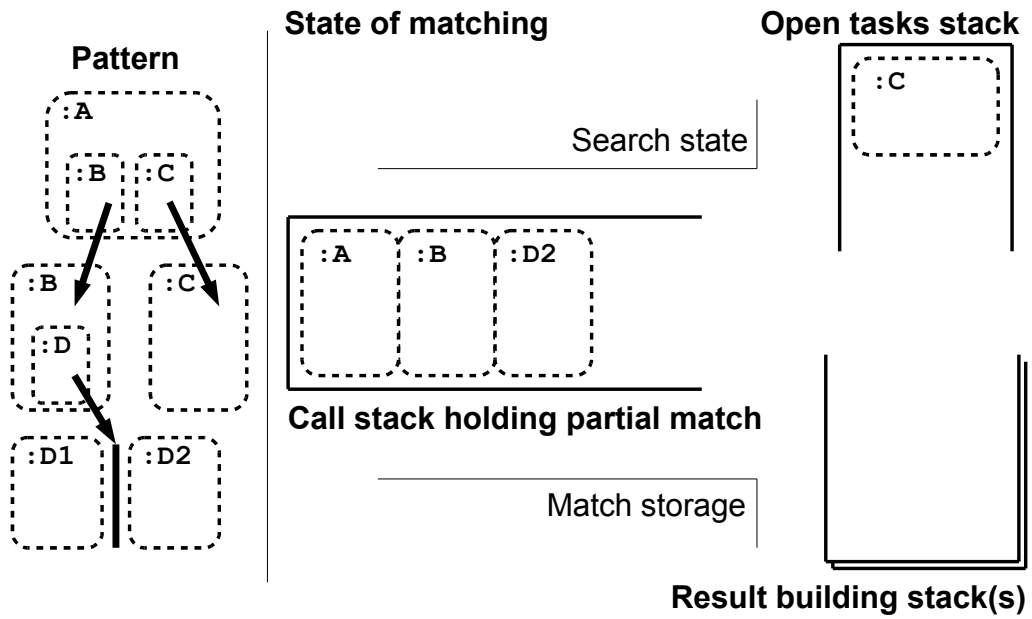 State of matching
Open tasks stack
Pattern
:A
:B
:C
:B
:C
:D
:D1
:D2
Search state
:A
:B
:D2
Call stack holding partial match
Match storage
:C
Result building stack(s)